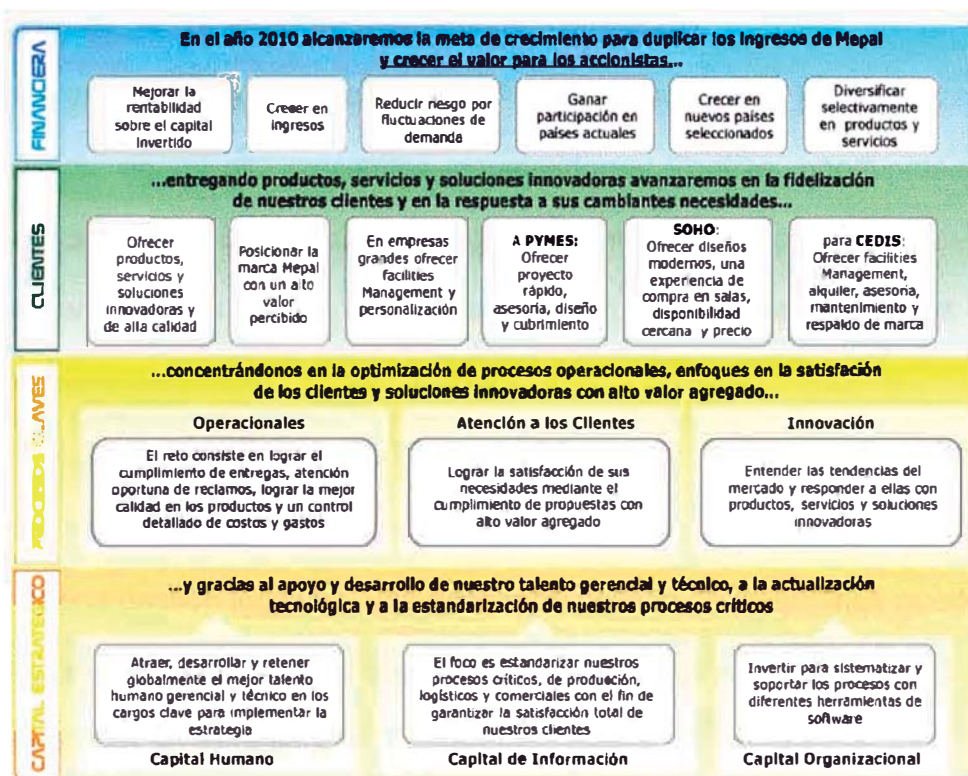 FINANCIERA
En el año 2010 alcanzaremos la meta de crecimiento para duplicar los ingresos de Mepal
y crecer el valor para los accionistas...
Mejorar la
rentabilidad
sobre el capital
invertido
Crecer en
ingresos
Reducir riesgo por
fluctuaciones de
demanda
Ganar
participación en
países actuales
Crecer en
nuevos países
seleccionados
Diversificar
selectivamente
en productos y
servicios
CLIENTES
...entregando productos, servicios y soluciones innovadoras avanzaremos en la fidelización
de nuestros clientes y en la respuesta a sus cambiantes necesidades...
Ofrecer
productos,
servicios y
soluciones
innovadoras y
de alta calidad
Posicionar la
marca Mepal
con un alto
valor
percibido
En empresas
grandes ofrecer
facilities
Management y
personalización
A PYMES:
Ofrecer
proyecto
rápido,
asesoría, diseño
y cubrimiento
SOHO:
Ofrecer diseños
modernos, una
experiencia de
compra en salas,
disponibilidad
cercana y precio
para CEDIS:
Ofrecer facilities
Management,
alquiler, asesoría,
mantenimiento y
respaldo de marca
...concentrándonos en la optimización de procesos operacionales, enfoques en la satisfacción
de los clientes y soluciones innovadoras con alto valor agregado...
Operacionales
El reto consiste en lograr el
cumplimiento de entregas, atención
oportuna de reclamos, lograr la mejor
calidad en los productos y un control
detallado de costos y gastos
Atención a los Clientes
Lograr la satisfacción de sus
necesidades mediante el
cumplimiento de propuestas con
alto valor agregado
Innovación
Entender las tendencias del
mercado y responder a ellas con
productos, servicios y soluciones
innovadoras
CAPITAL ESTRATEGICO
...y gracias al apoyo y desarrollo de nuestro talento gerencial y técnico, a la actualización
tecnológica y a la estandarización de nuestros procesos críticos
Atraer, desarrollar y retener
globalmente el mejor talento
humano gerencial y técnico en los
cargos clave para implementar la
estrategia
Capital Humano
El foco es estandarizar nuestros
procesos críticos, de producción,
logísticos y comerciales con el fin de
garantizar la satisfacción total de
nuestros clientes
Capital de Información
Invertir para sistematizar y
soportar los procesos con
diferentes herramientas de
software
Capital Organizacional